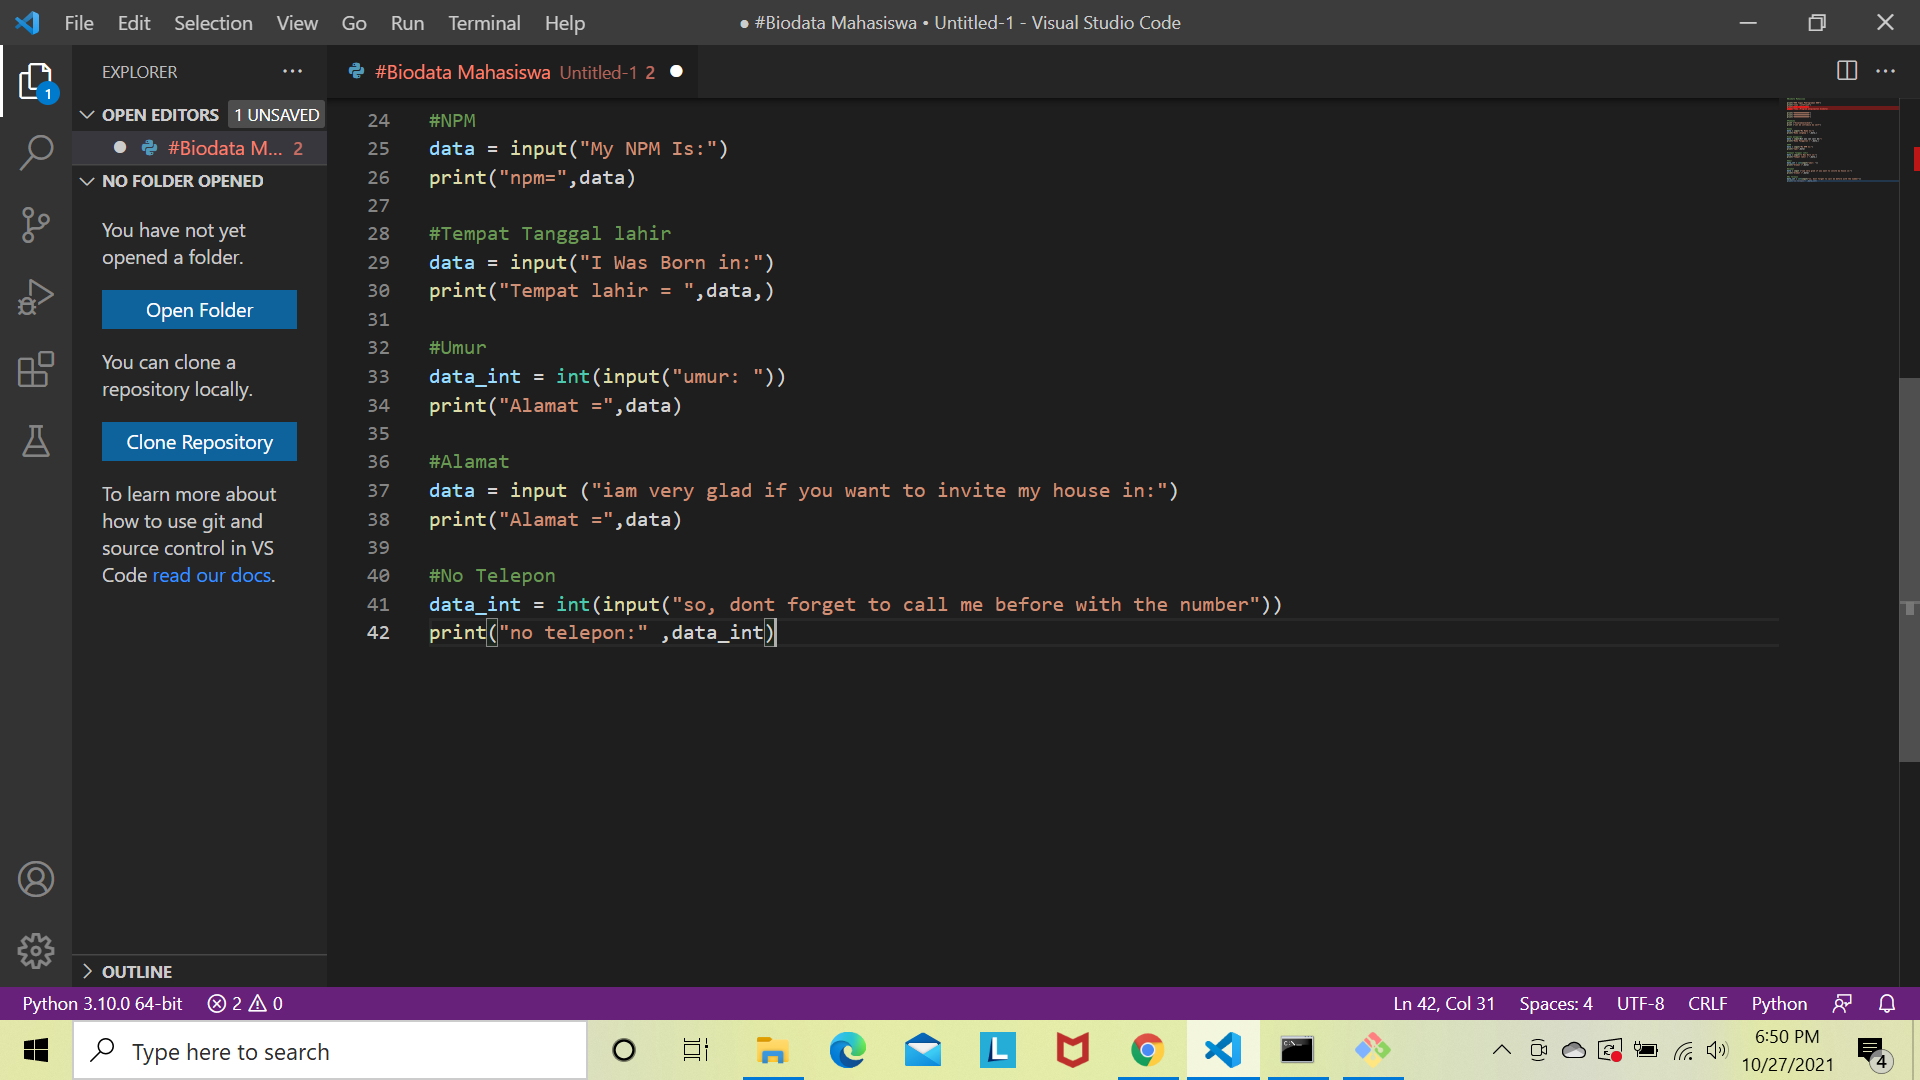 File Edit Selection View Go Run Terminal Help
● #Biodata Mahasiswa • Untitled-1 - Visual Studio Code
1
EXPLORER
OPEN EDITORS 1 UNSAVED
#Biodata M... 2
NO FOLDER OPENED
You have not yet
opened a folder.
Open Folder
You can clone a
repository locally.
Clone Repository
To learn more about
how to use git and
source control in VS
Code read our docs.
OUTLINE
#Biodata Mahasiswa Untitled-1 2
24 #NPM
25 data = input("My NPM Is:")
26 print("npm=",data)
27
28 #Tempat Tanggal lahir
29 data = input("I Was Born in:")
30 print("Tempat lahir = ",data,)
31
32 #Umur
33 data_int = int(input("umur: "))
34 print("Alamat =",data)
35
36 #Alamat
37 data = input ("iam very glad if you want to invite my house in:")
38 print("Alamat =",data)
39
40 #No Telepon
41 data_int = int(input("so, dont forget to call me before with the number"))
42 print("no telepon:" ,data_int)
Python 3.10.0 64-bit 2 0 Ln 42, Col 31 Spaces: 4 UTF-8 CRLF Python
Type here to search
L
6:50 PM
10/27/2021
4